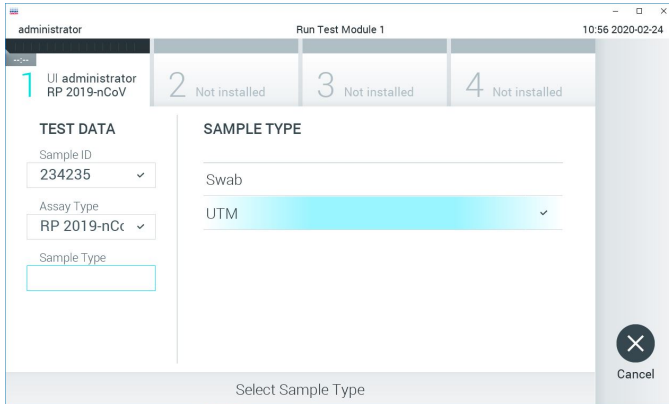 administrator Run Test Module 1 10:56 2020-02-24
--:--
1 UI administrator
RP 2019-nCoV
2 Not installed
3 Not installed
4 Not installed
TEST DATA
Sample ID
234235
Assay Type
RP 2019-nCo
Sample Type
SAMPLE TYPE
Swab
UTM
Cancel
Select Sample Type